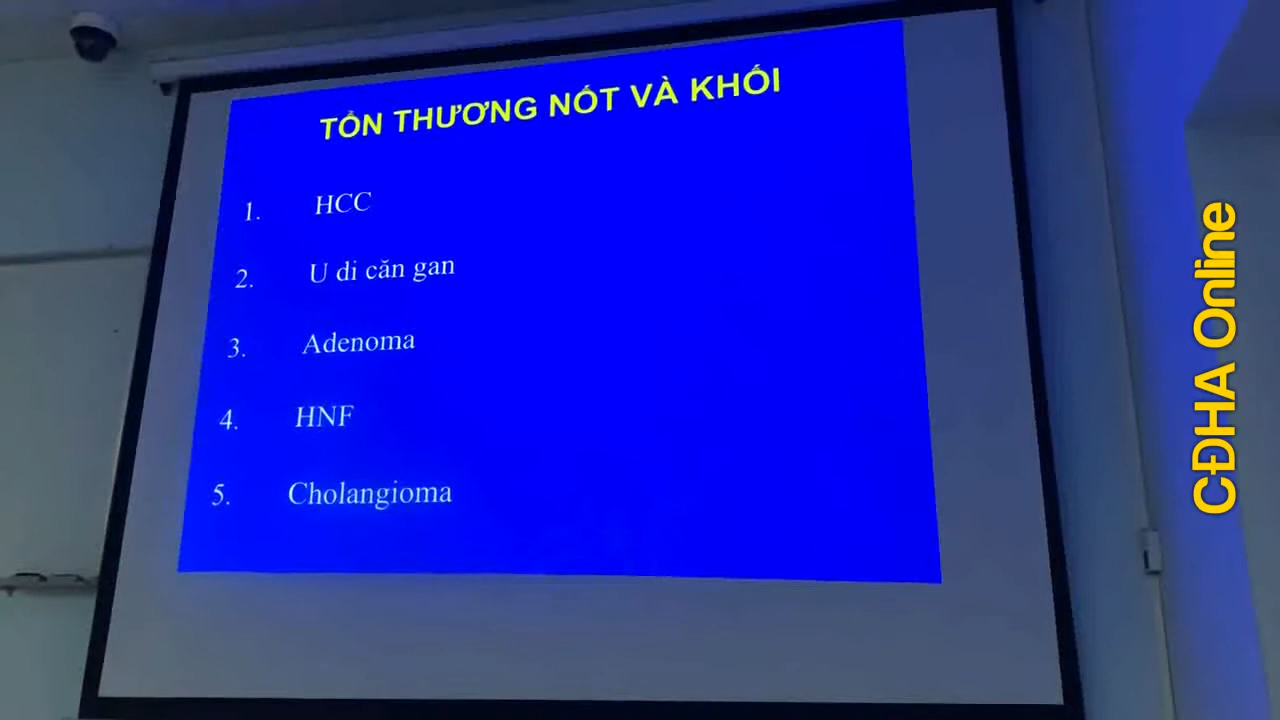 TỔN THƯƠNG NỐT VÀ KHỐI
1. HCC
2. U di căn gan
3. Adenoma
4. HNF
5. Cholangioma
CĐHA Online